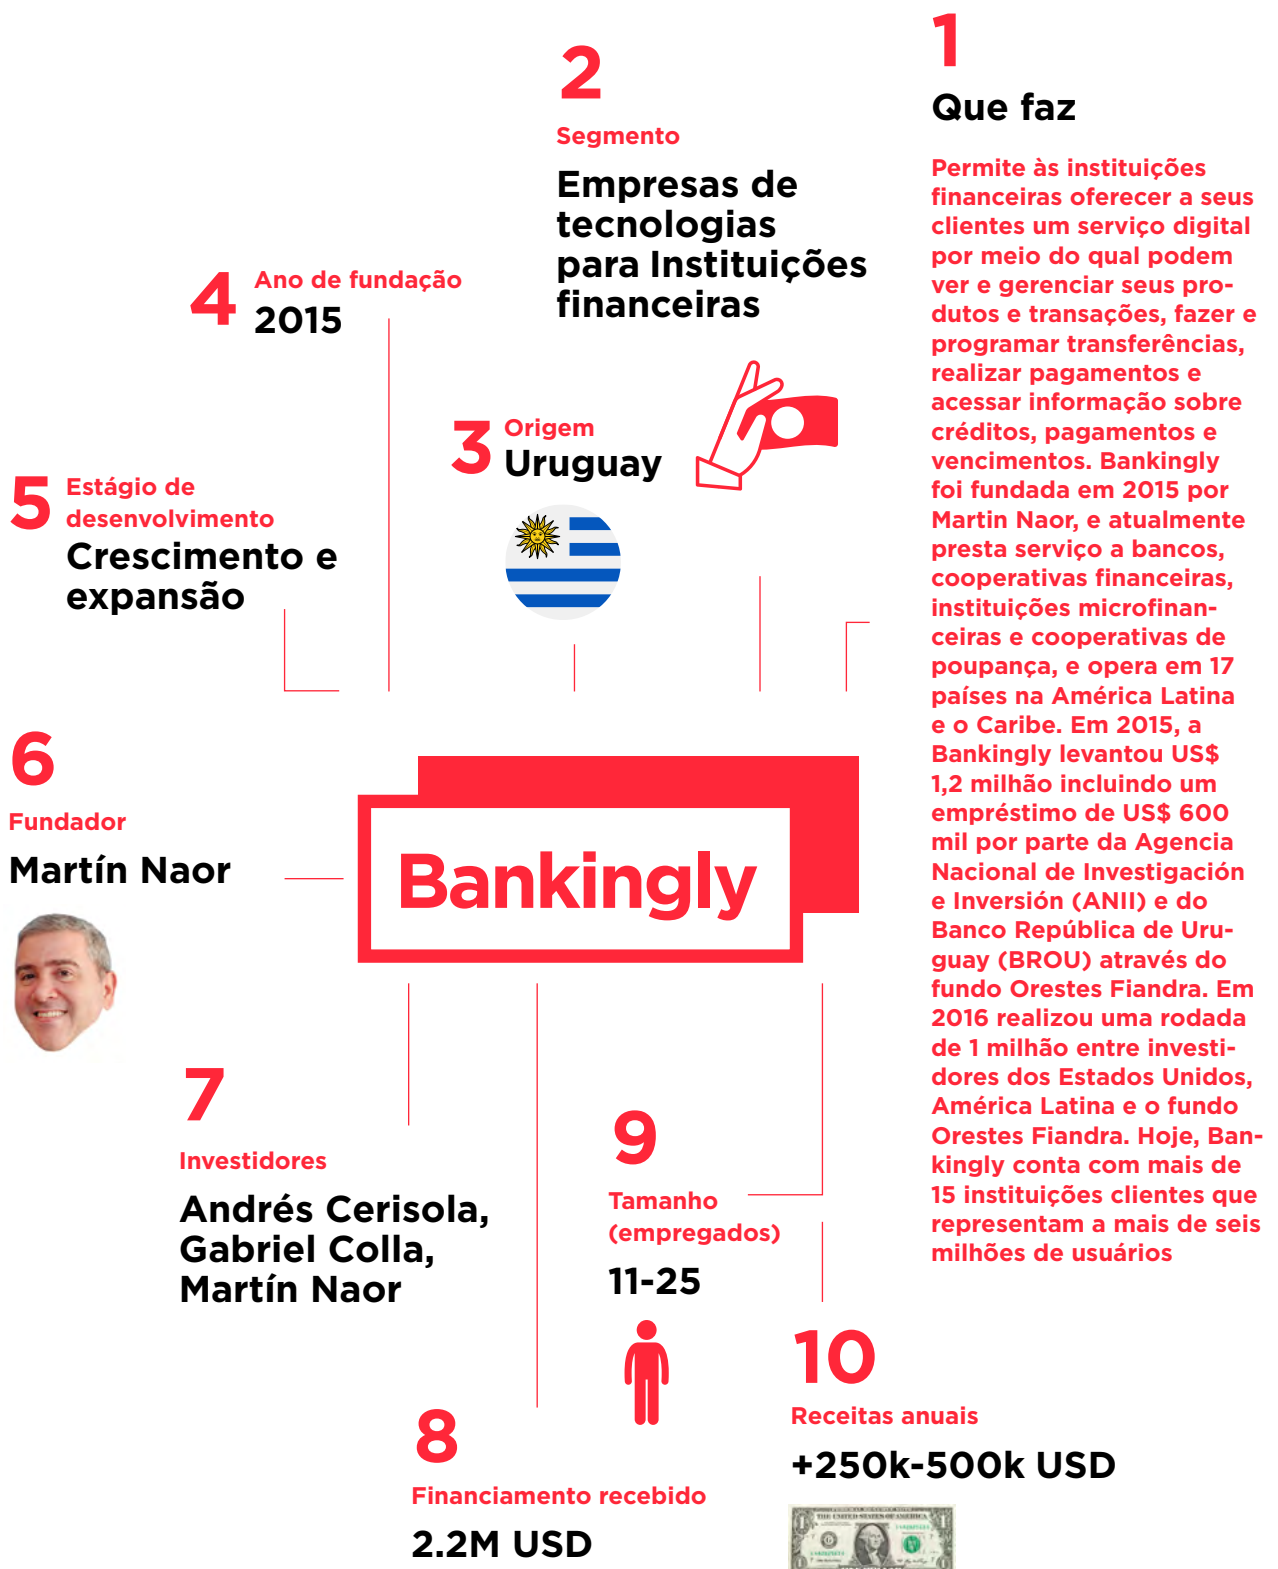 1
Que faz
Permite às instituições
financeiras oferecer a seus
clientes um serviço digital
por meio do qual podem
ver e gerenciar seus pro-
dutos e transações, fazer e
programar transferências,
realizar pagamentos e
acessar informação sobre
créditos, pagamentos e
vencimentos. Bankingly
foi fundada em 2015 por
Martin Naor, e atualmente
presta serviço a bancos,
cooperativas financeiras,
instituições microfinan-
ceiras e cooperativas de
poupança, e opera em 17
países na América Latina
e o Caribe. Em 2015, a
Bankingly levantou US$
1,2 milhão incluindo um
empréstimo de US$ 600
mil por parte da Agencia
Nacional de Investigación
e Inversión (ANII) e do
Banco República de Uru-
guay (BROU) através do
fundo Orestes Fiandra. Em
2016 realizou uma rodada
de 1 milhão entre investi-
dores dos Estados Unidos,
América Latina e o fundo
Orestes Fiandra. Hoje, Ban-
kingly conta com mais de
15 instituições clientes que
representam a mais de seis
milhões de usuários
2
Segmento
Empresas de
tecnologias
para Instituições
financeiras
3
Origem
Uruguay
4
Ano de fundação
2015
5
Estágio de
desenvolvimento
Crescimento e
expansão
6
Fundador
Martín Naor
Bankingly
7
Investidores
Andrés Cerisola,
Gabriel Colla,
Martín Naor
8
Financiamento recebido
2.2M USD
9
Tamanho
(empregados)
11-25
10
Receitas anuais
+250k-500k USD
THE UNITED STATES OF AMERICA